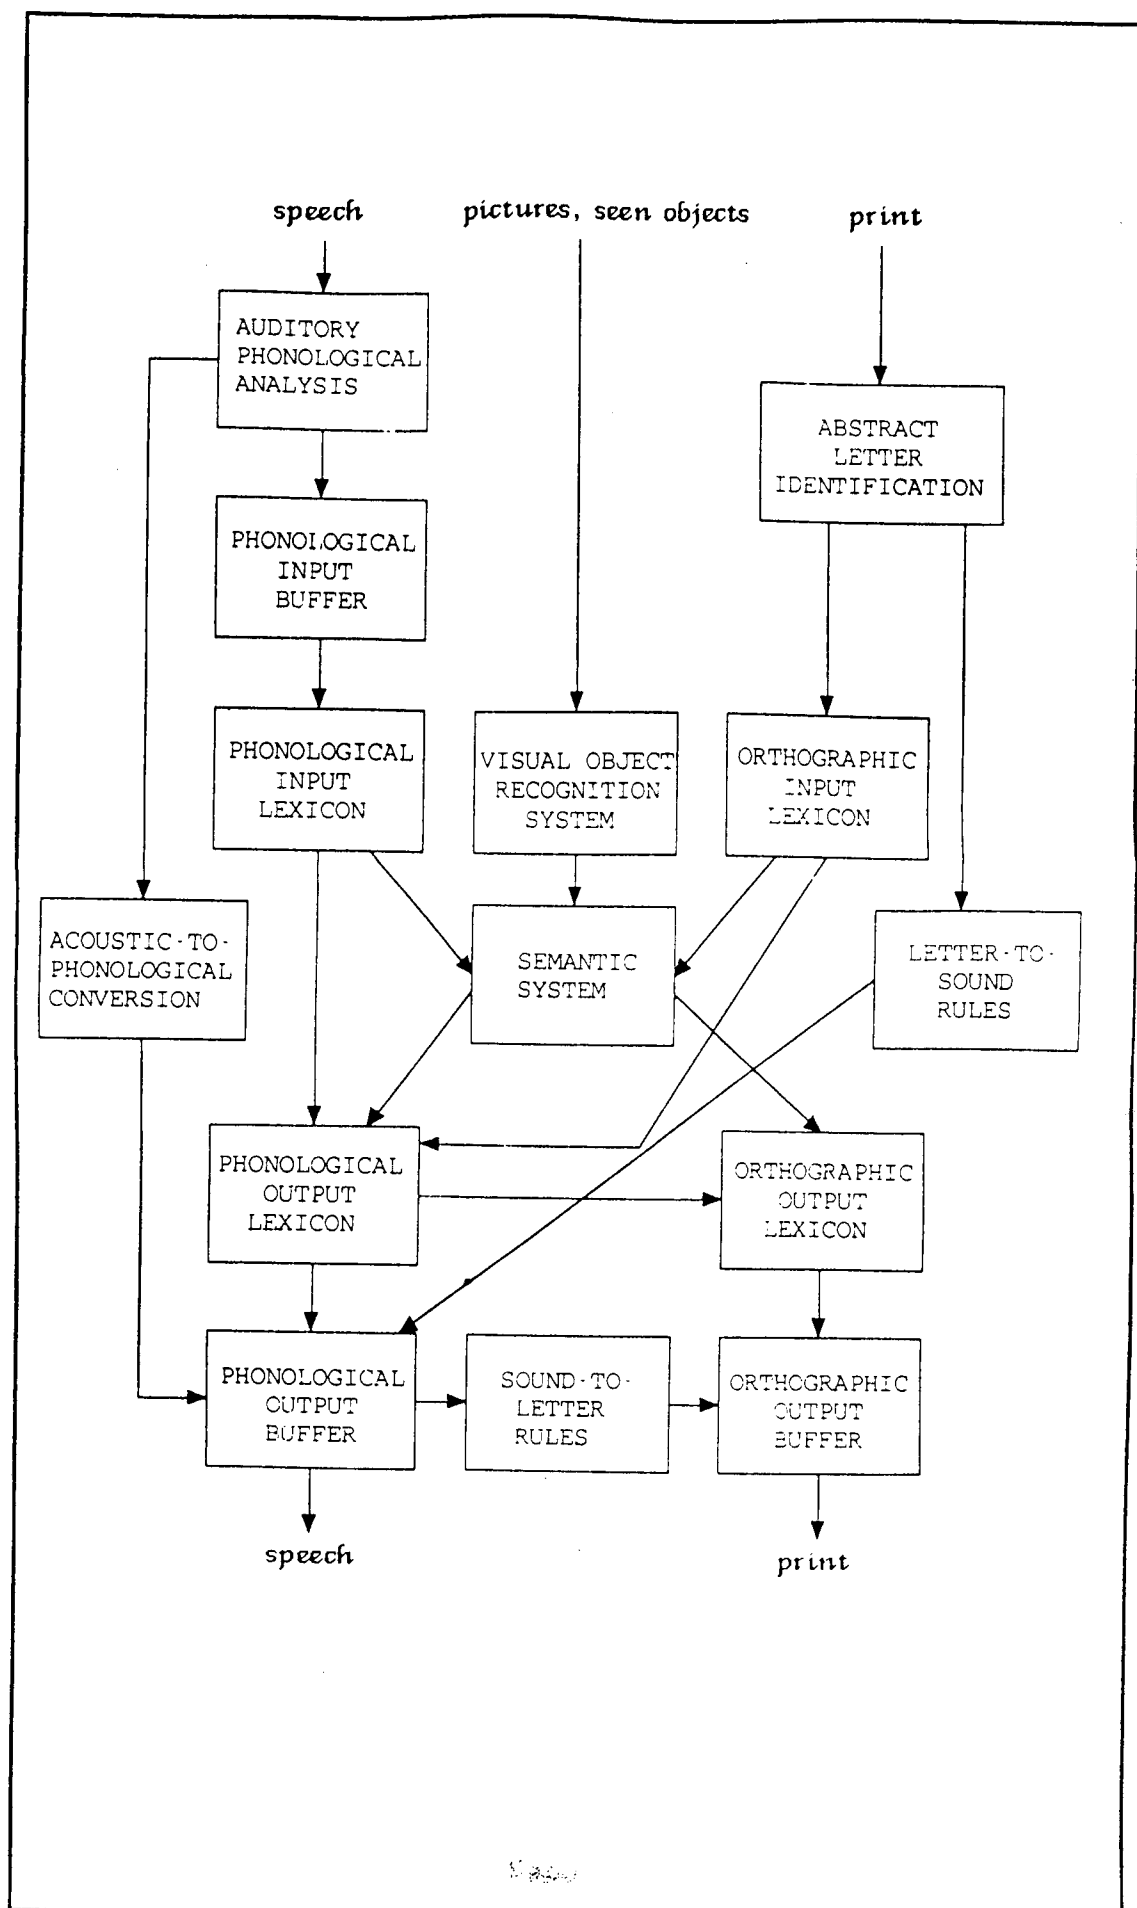 speech
pictures, seen objects
print
AUDITORY
PHONOLOGICAL
ANALYSIS
ABSTRACT
LETTER
IDENTIFICATION
PHONOLOGICAL
INPUT
BUFFER
PHONOLOGICAL
INPUT
LEXICON
VISUAL OBJECT
RECOGNITION
SYSTEM
ORTHOGRAPHIC
INPUT
LEXICON
ACOUSTIC-TO-
PHONOLOGICAL
CONVERSION
SEMANTIC
SYSTEM
LETTER-TO-
SOUND
RULES
PHONOLOGICAL
OUTPUT
LEXICON
ORTHOGRAPHIC
OUTPUT
LEXICON
PHONOLOGICAL
OUTPUT
BUFFER
SOUND-TO-
LETTER
RULES
ORTHOGRAPHIC
OUTPUT
BUFFER
speech
print